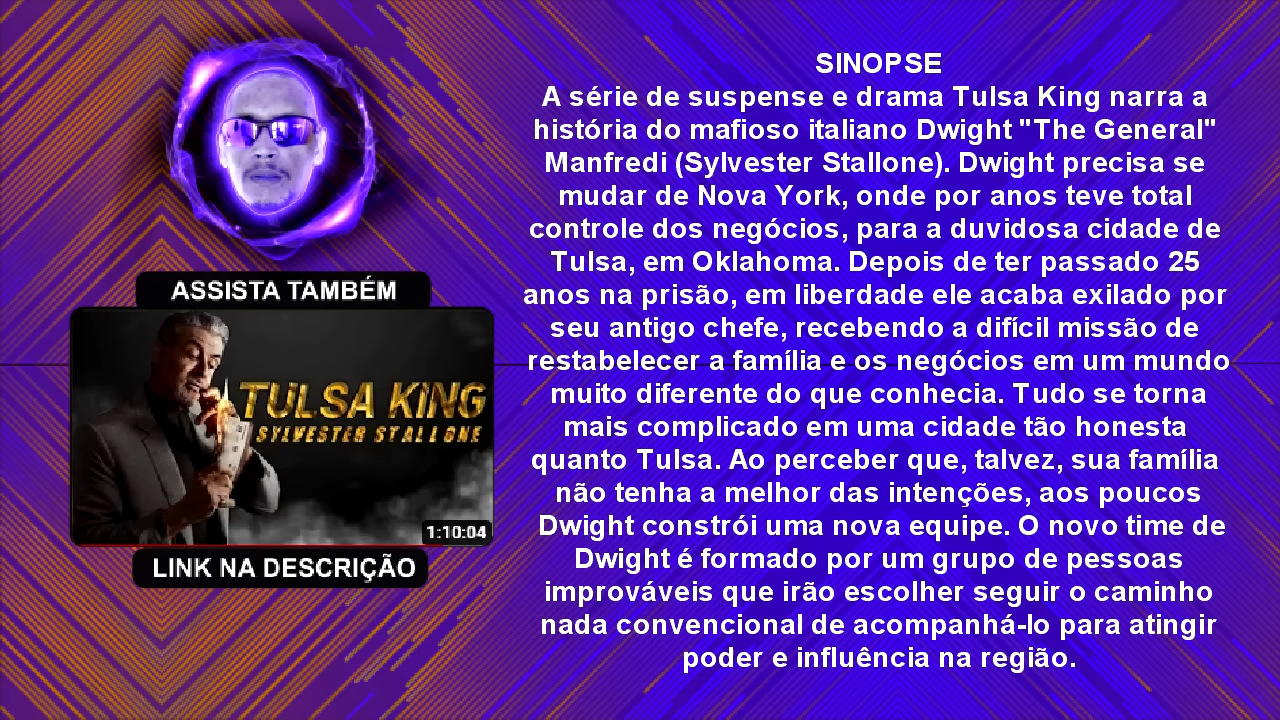 ASSISTA TAMBÉM
TULSA KING
SYLVESTER STALLONE
1:10:04
LINK NA DESCRIÇÃO
SINOPSE
A série de suspense e drama Tulsa King narra a
história do mafioso italiano Dwight "The General"
Manfredi (Sylvester Stallone). Dwight precisa se
mudar de Nova York, onde por anos teve total
controle dos negócios, para a duvidosa cidade de
Tulsa, em Oklahoma. Depois de ter passado 25
anos na prisão, em liberdade ele acaba exilado por
seu antigo chefe, recebendo a difícil missão de
restabelecer a família e os negócios em um mundo
muito diferente do que conhecia. Tudo se torna
mais complicado em uma cidade tão honesta
quanto Tulsa. Ao perceber que, talvez, sua família
não tenha a melhor das intenções, aos poucos
Dwight constrói uma nova equipe. O novo time de
Dwight é formado por um grupo de pessoas
improváveis que irão escolher seguir o caminho
nada convencional de acompanhá-lo para atingir
poder e influência na região.